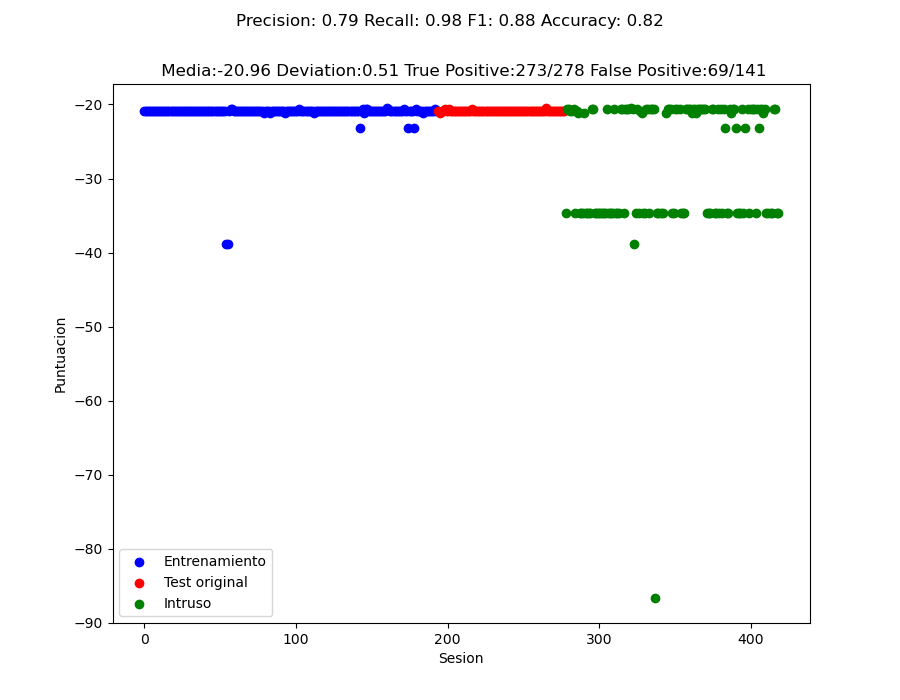 Precision: 0.79 Recall: 0.98 F1: 0.88 Accuracy: 0.82
Media:-20.96 Deviation:0.51 True Positive:273/278 False Positive:69/141
−20
−30
−40
−50
−60
−70
−80
−90
Puntuacion
Entrenamiento
Test original
Intruso
0 100 200 300 400
Sesion